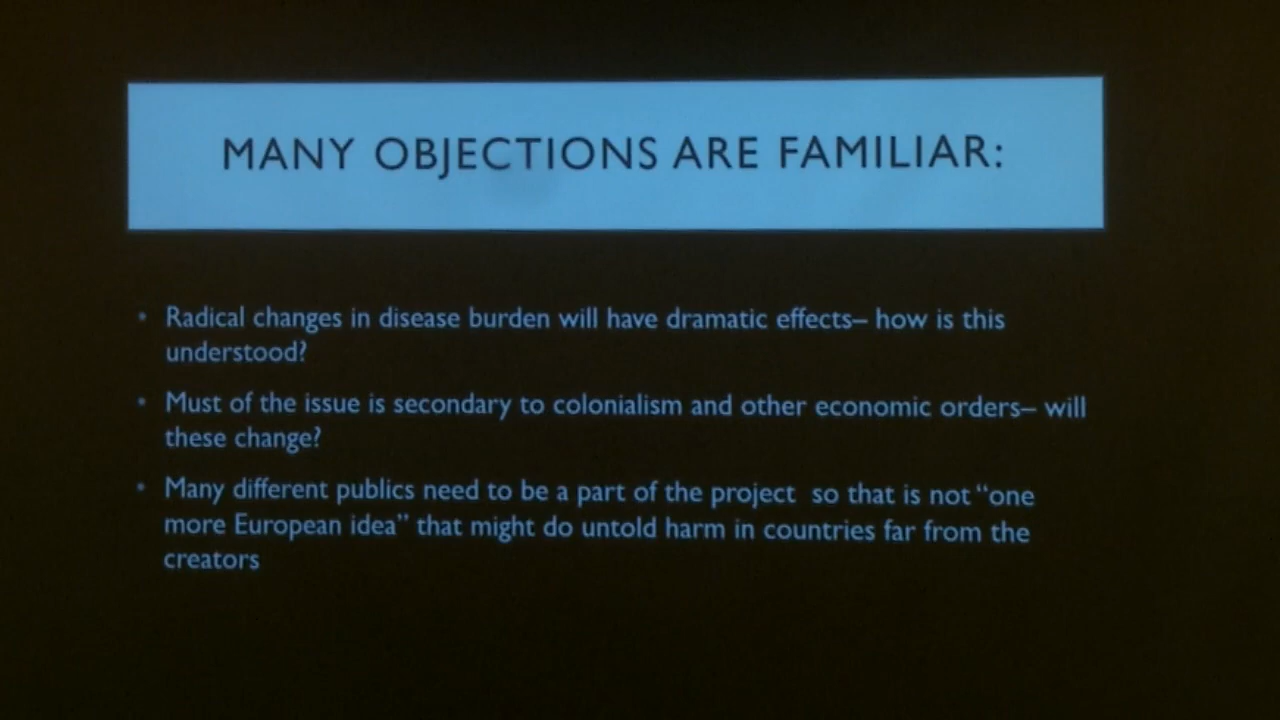 MANY OBJECTIONS ARE FAMILIAR:
• Radical changes in disease burden will have dramatic effects– how is this
understood?
• Must of the issue is secondary to colonialism and other economic orders– will
these change?
• Many different publics need to be a part of the project  so that is not “one
more European idea” that might do untold harm in countries far from the
creators